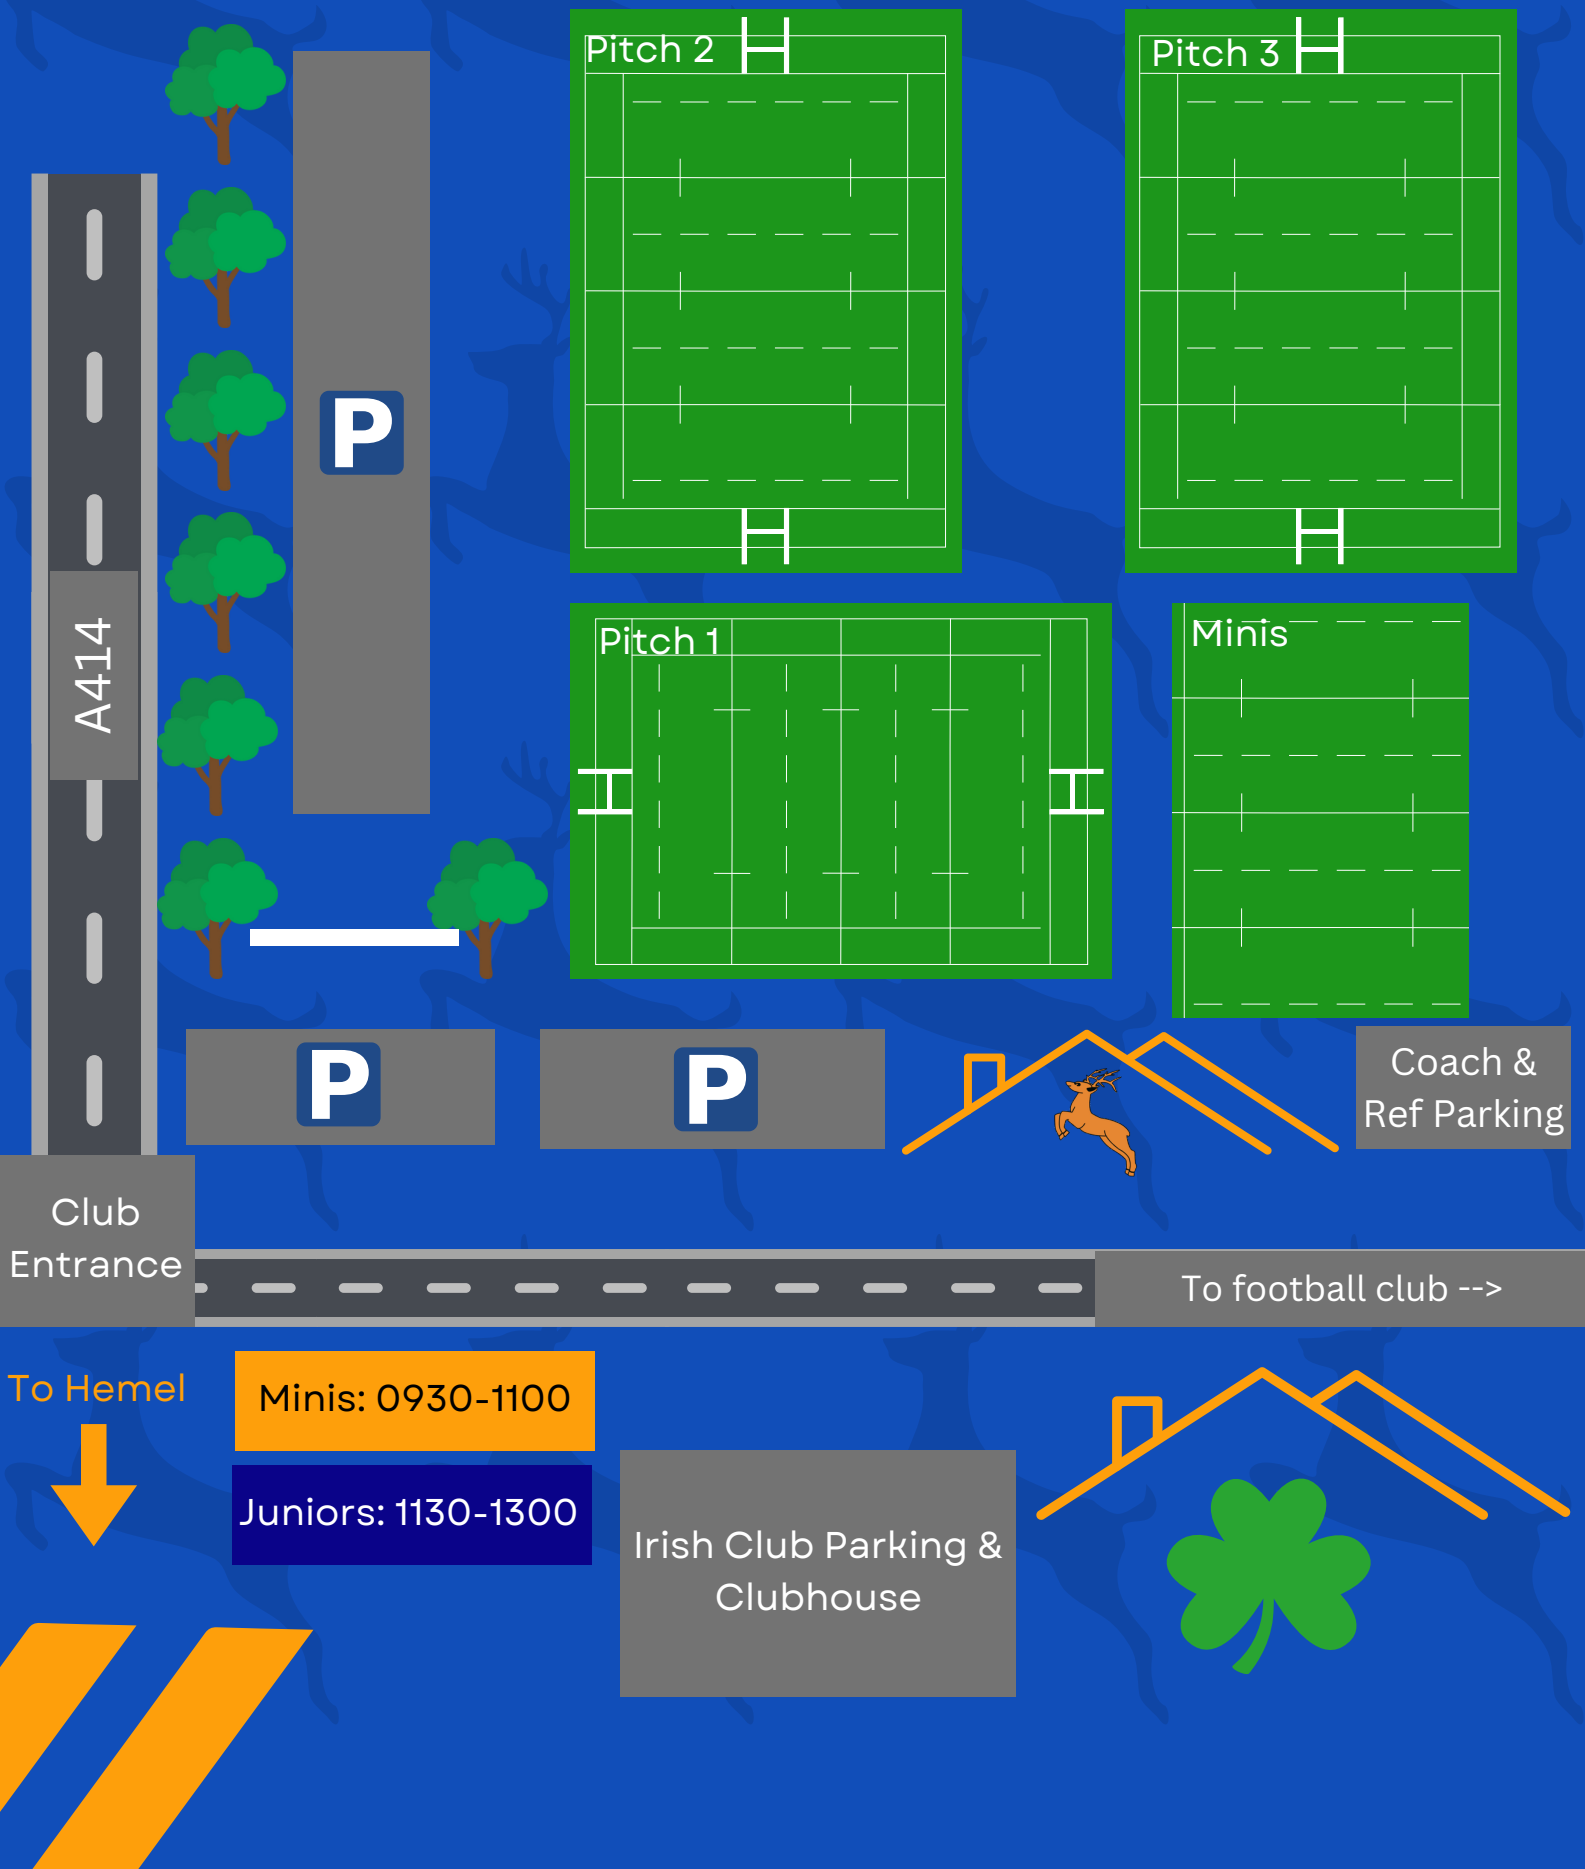 Pitch 2
Pitch 3
P
A414
Pitch 1
Minis
P
P
Coach &
Ref Parking
Club
Entrance
To football club -->
To Hemel
Minis: 0930-1100
Juniors: 1130-1300
Irish Club Parking &
Clubhouse